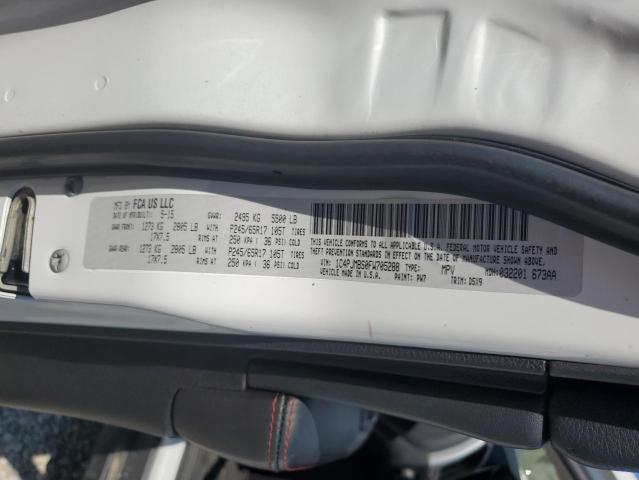 MFD BY FCA US LLC
DATE OF MFR/BUILT: 5-15 GVWR: 2495 KG 5500 LB
GAWR FRONT: 1273 KG 2805 LB WITH P245/65R17 105T TIRES
17X7.5 RIMS AT 250 KPA ( 36 PSI) COLD
GAWR REAR: 1273 KG 2805 LB WITH P245/65R17 105T TIRES
17X7.5 RIMS AT 250 KPA ( 36 PSI) COLD
THIS VEHICLE CONFORMS TO ALL APPLICABLE U.S. FEDERAL MOTOR VEHICLE SAFETY AND
THEFT PREVENTION STANDARDS IN EFFECT ON THE DATE OF MANUFACTURE SHOWN ABOVE.
VIN: 1C4PJMBS0FW705288 TYPE: MPV MDH: 032201 673AA
VEHICLE MADE IN U.S.A. PAINT: PW7 TRIM: D5X9